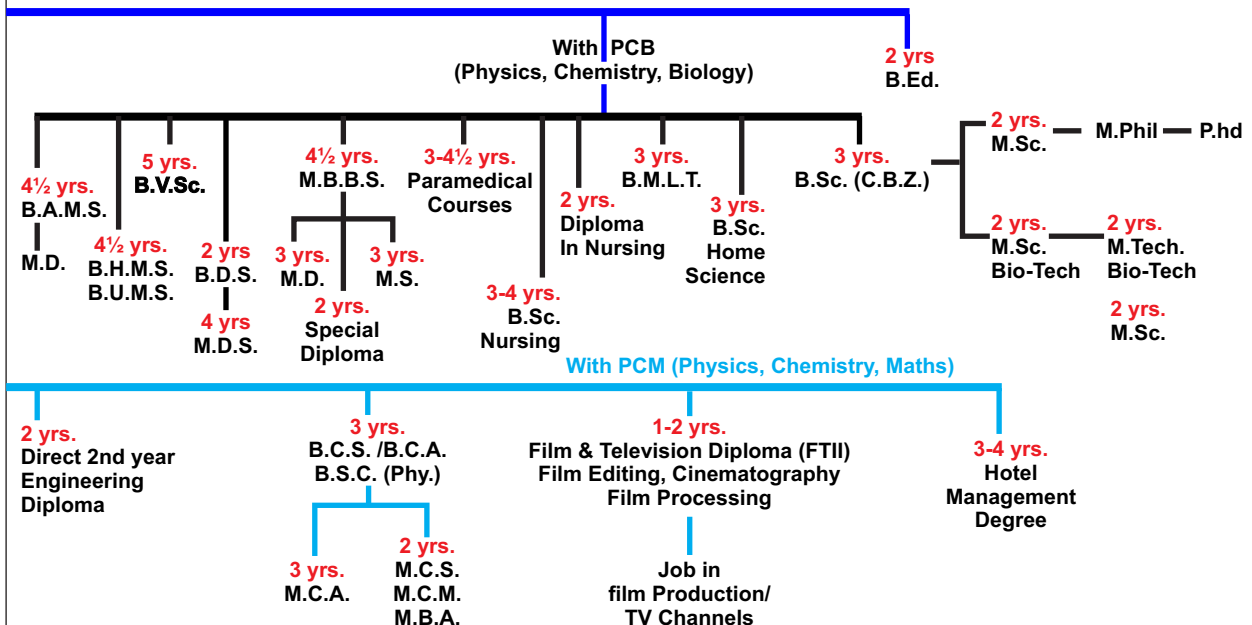 With PCB
(Physics, Chemistry, Biology)
2 yrs
B.Ed.
4½ yrs.
B.A.M.S.
M.D.
4½ yrs.
B.H.M.S.
B.U.M.S.
5 yrs.
B.V.Sc.
2 yrs
B.D.S.
4 yrs
M.D.S.
4½ yrs.
M.B.B.S.
3 yrs.
M.D.
2 yrs.
Special
Diploma
3 yrs.
M.S.
3-4½ yrs.
Paramedical
Courses
3-4 yrs.
B.Sc.
Nursing
2 yrs.
Diploma
In Nursing
3 yrs.
B.M.L.T.
3 yrs.
B.Sc.
Home
Science
3 yrs.
B.Sc. (C.B.Z.)
2 yrs.
M.Sc.
M.Phil
P.hd
2 yrs.
M.Sc.
Bio-Tech
2 yrs.
M.Tech.
Bio-Tech
2 yrs.
M.Sc.
With PCM (Physics, Chemistry, Maths)
2 yrs.
Direct 2nd year
Engineering
Diploma
3 yrs.
B.C.S. /B.C.A.
B.S.C. (Phy.)
3 yrs.
M.C.A.
2 yrs.
M.C.S.
M.C.M.
M.B.A.
1-2 yrs.
Film & Television Diploma (FTII)
Film Editing, Cinematography
Film Processing
Job in
film Production/
TV Channels
3-4 yrs.
Hotel
Management
Degree